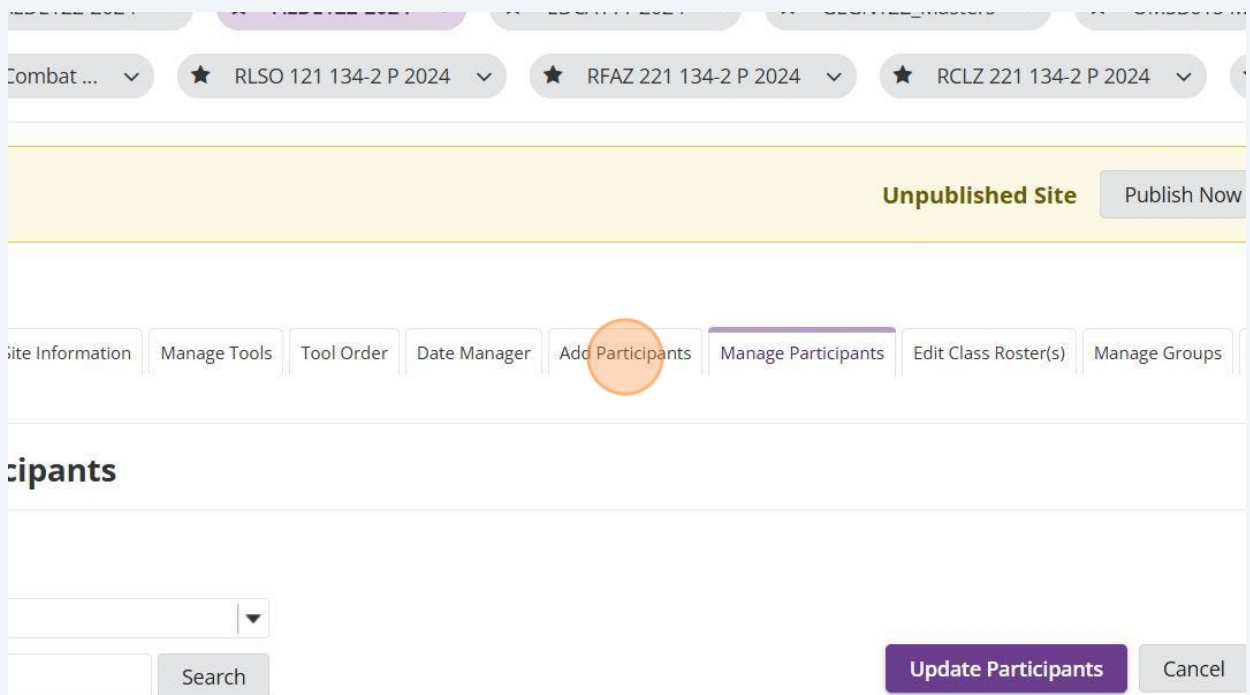 Combat ... RLSO 121 134-2 P 2024 RFAZ 221 134-2 P 2024 RCLZ 221 134-2 P 2024
Unpublished Site Publish Now
Site Information Manage Tools Tool Order Date Manager Add Participants Manage Participants Edit Class Roster(s) Manage Groups
cipants
Search Update Participants Cancel